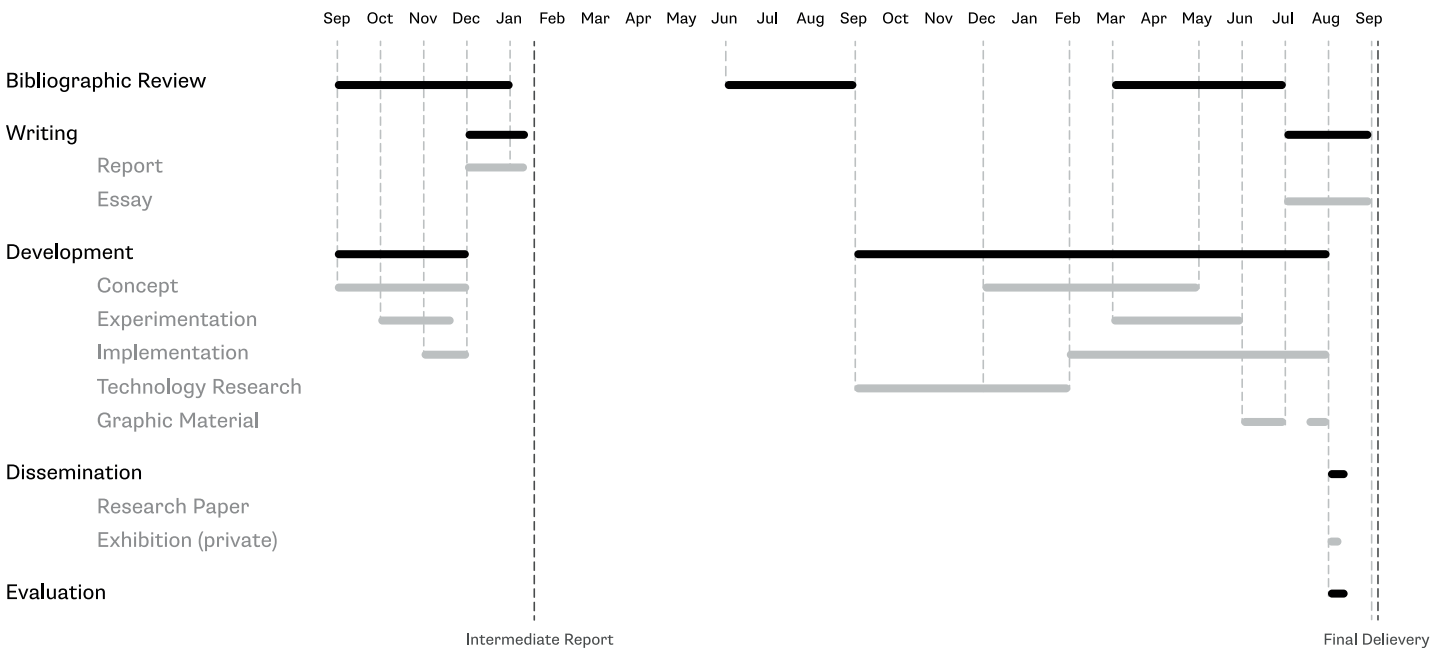 Sep Oct Nov Dec Jan Feb Mar Apr May Jun Jul Aug Sep Oct Nov Dec Jan Feb Mar Apr May Jun Jul Aug Sep
Bibliographic Review
Writing
Report
Essay
Development
Concept
Experimentation
Implementation
Technology Research
Graphic Material
Dissemination
Research Paper
Exhibition (private)
Evaluation
Intermediate Report Final Delievery